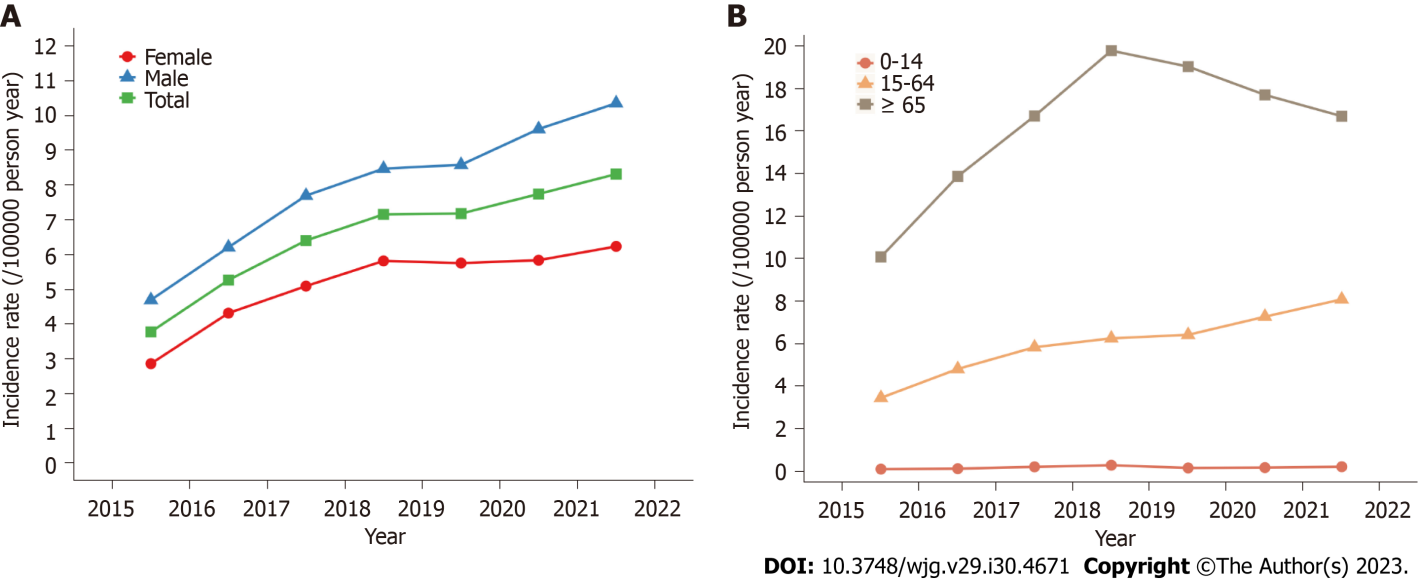 A
Incidence rate (/100000 person year)
12
11
10
9
8
7
6
5
4
3
2
1
0
Female
Male
Total
2015 2016 2017 2018 2019 2020 2021 2022
Year
B
Incidence rate (/100000 person year)
20
18
16
14
12
10
8
6
4
2
0
0-14
15-64
≥ 65
2015 2016 2017 2018 2019 2020 2021 2022
Year
DOI: 10.3748/wjg.v29.i30.4671 Copyright ©The Author(s) 2023.